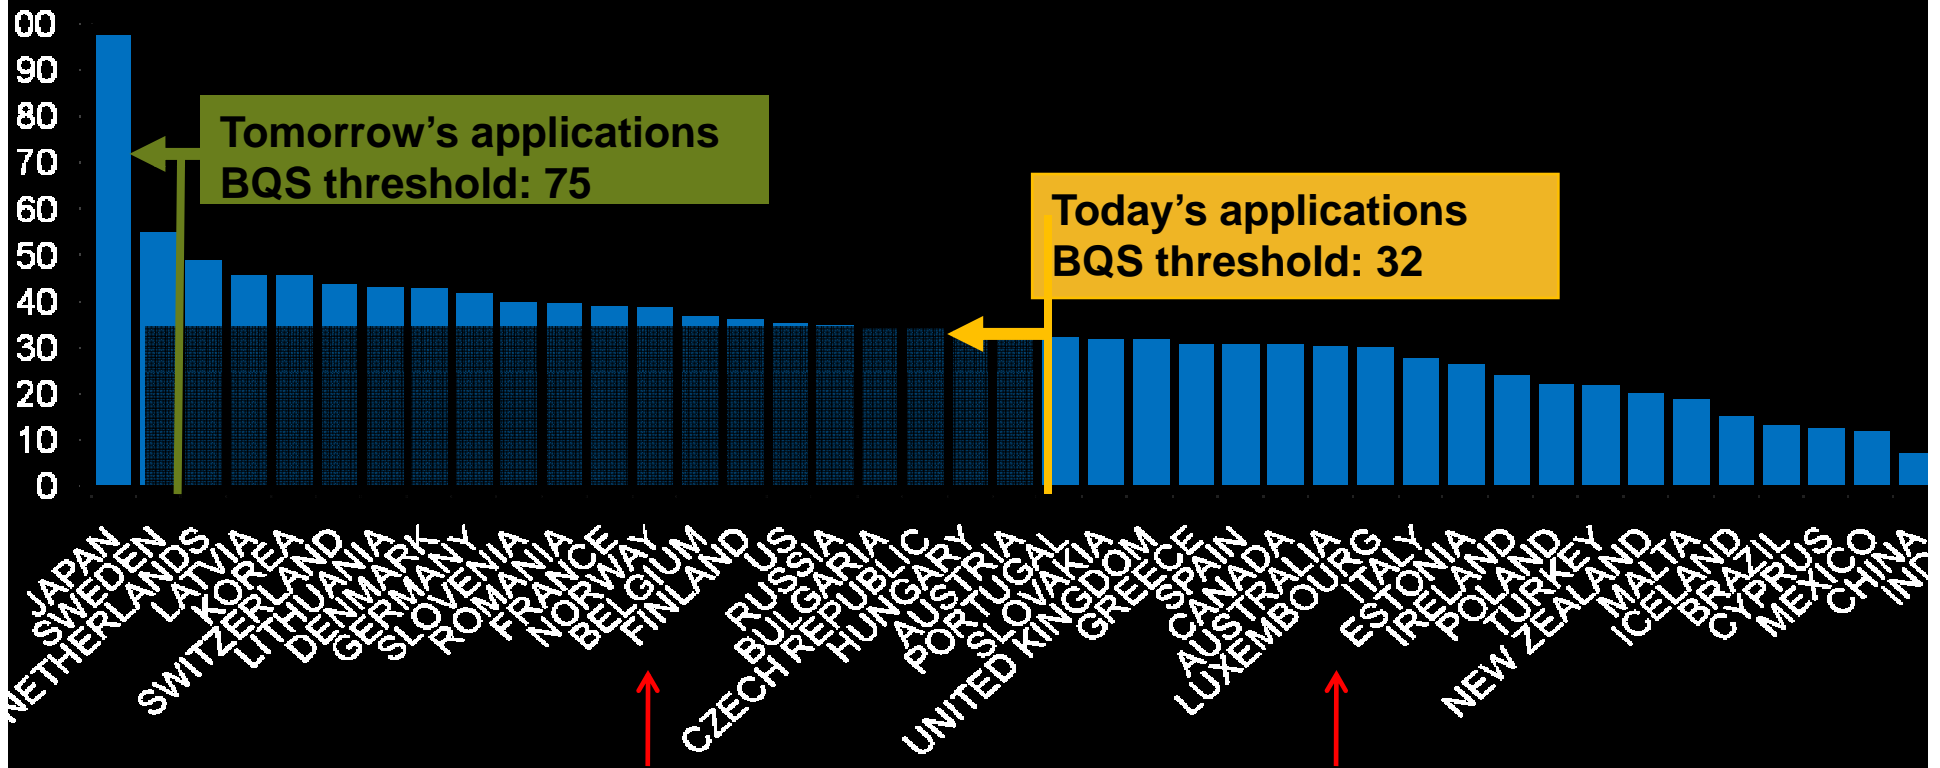 00
90
80
70
60
50
40
30
20
10
0
Tomorrow's applications
BQS threshold: 75
Today's applications
BQS threshold: 32
JAPAN
SWEDEN
NETHERLANDS
LATVIA
KOREA
SWITZERLAND
LITHUANIA
DENMARK
GERMANY
SLOVENIA
ROMANIA
FRANCE
NORWAY
BELGIUM
FINLAND
US
RUSSIA
BULGARIA
CZECH REPUBLIC
HUNGARY
AUSTRIA
PORTUGAL
SLOVAKIA
UNITED KINGDOM
GREECE
SPAIN
CANADA
AUSTRALIA
LUXEMBOURG
ITALY
ESTONIA
IRELAND
POLAND
TURKEY
NEW ZEALAND
MALTA
ICELAND
BRAZIL
CYPRUS
MEXICO
CHINA
IND